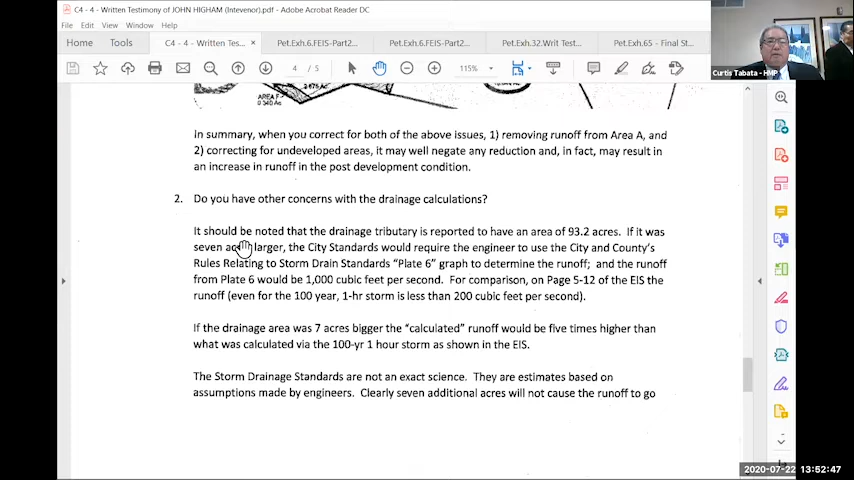 C4 - 4 - Written Testimony of JOHN HIGHAM (Intevenor).pdf - Adobe Acrobat Reader DC
File Edit View Window Help
Home Tools C4 - 4 - Written Tes... × Pet.Exh.6.FEIS-Part2... Pet.Exh.6.FEIS-Part2... Pet.Exh.32.Writ Test... Pet.Exh.65 - Final St...
4 / 5 115%
Curtis Tabata - HMP
AREA F
0.340 Ac
In summary, when you correct for both of the above issues, 1) removing runoff from Area A, and
2) correcting for undeveloped areas, it may well negate any reduction and, in fact, may result in
an increase in runoff in the post development condition.
2. Do you have other concerns with the drainage calculations?
It should be noted that the drainage tributary is reported to have an area of 93.2 acres. If it was
seven larger, the City Standards would require the engineer to use the City and County's
Rules Relating to Storm Drain Standards "Plate 6" graph to determine the runoff; and the runoff
from Plate 6 would be 1,000 cubic feet per second. For comparison, on Page 5-12 of the EIS the
runoff (even for the 100 year, 1-hr storm is less than 200 cubic feet per second).
If the drainage area was 7 acres bigger the "calculated" runoff would be five times higher than
what was calculated via the 100-yr 1 hour storm as shown in the EIS.
The Storm Drainage Standards are not an exact science. They are estimates based on
assumptions made by engineers. Clearly seven additional acres will not cause the runoff to go
2020-07-22 13:52:47